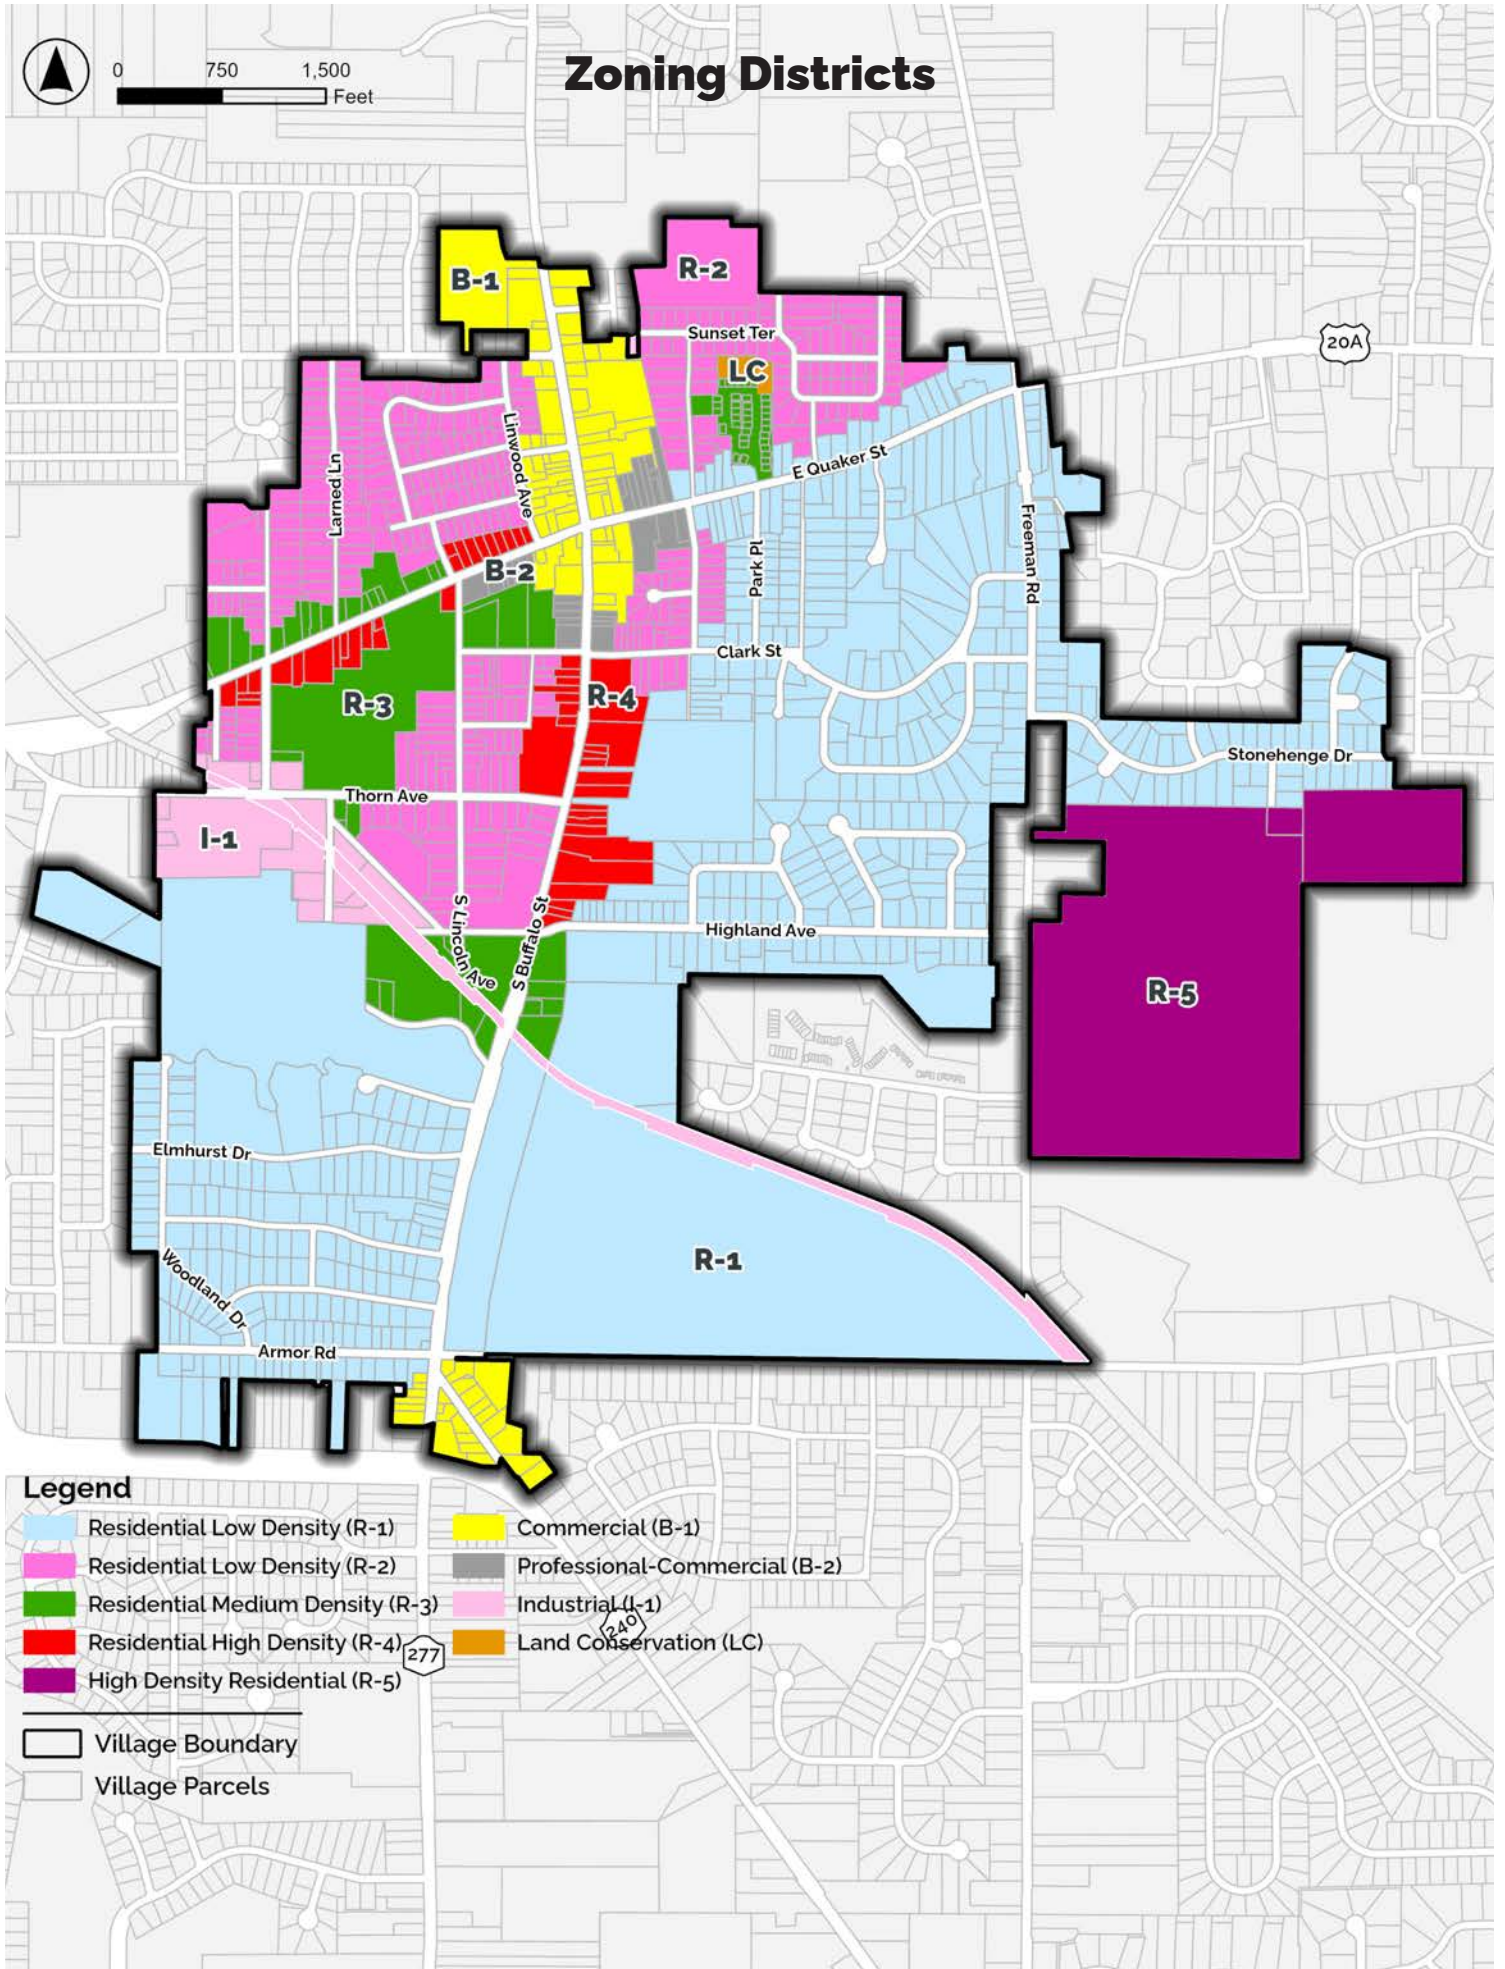 Zoning Districts
0 750 1,500
Feet
B-1
R-2
Sunset Ter
20A
LC
Linwood Ave
Larned Ln
E Quaker St
Freeman Rd
B-2
Park Pl
Clark St
R-3
R-4
Stonehenge Dr
Thorn Ave
I-1
S Lincoln Ave
S Buffalo St
Highland Ave
R-5
Elmhurst Dr
R-1
Woodland Dr
Armor Rd
Legend
Residential Low Density (R-1)
Residential Low Density (R-2)
Residential Medium Density (R-3)
Residential High Density (R-4)
High Density Residential (R-5)
Commercial (B-1)
Professional-Commercial (B-2)
Industrial (I-1)
Land Conservation (LC)
240
277
Village Boundary
Village Parcels